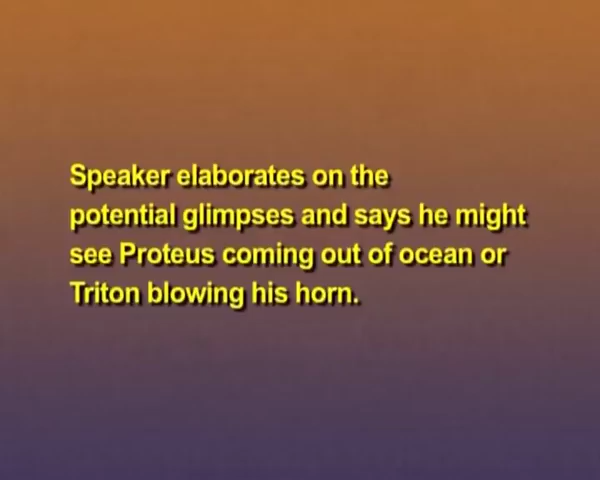 Speaker elaborates on the
potential glimpses and says he might
see Proteus coming out of ocean or
Triton blowing his horn.